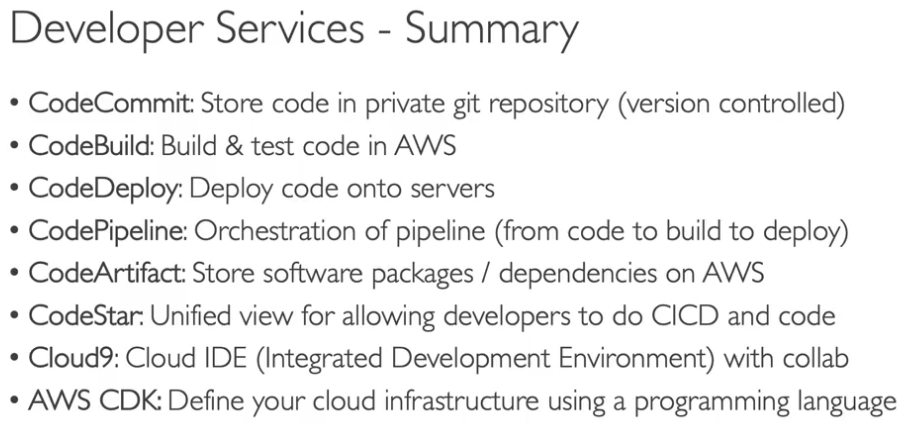 Developer Services - Summary
• CodeCommit: Store code in private git repository (version controlled)
• CodeBuild: Build & test code in AWS
• CodeDeploy: Deploy code onto servers
• CodePipeline: Orchestration of pipeline (from code to build to deploy)
• CodeArtifact: Store software packages / dependencies on AWS
• CodeStar: Unified view for allowing developers to do CICD and code
• Cloud9: Cloud IDE (Integrated Development Environment) with collab
• AWS CDK: Define your cloud infrastructure using a programming language